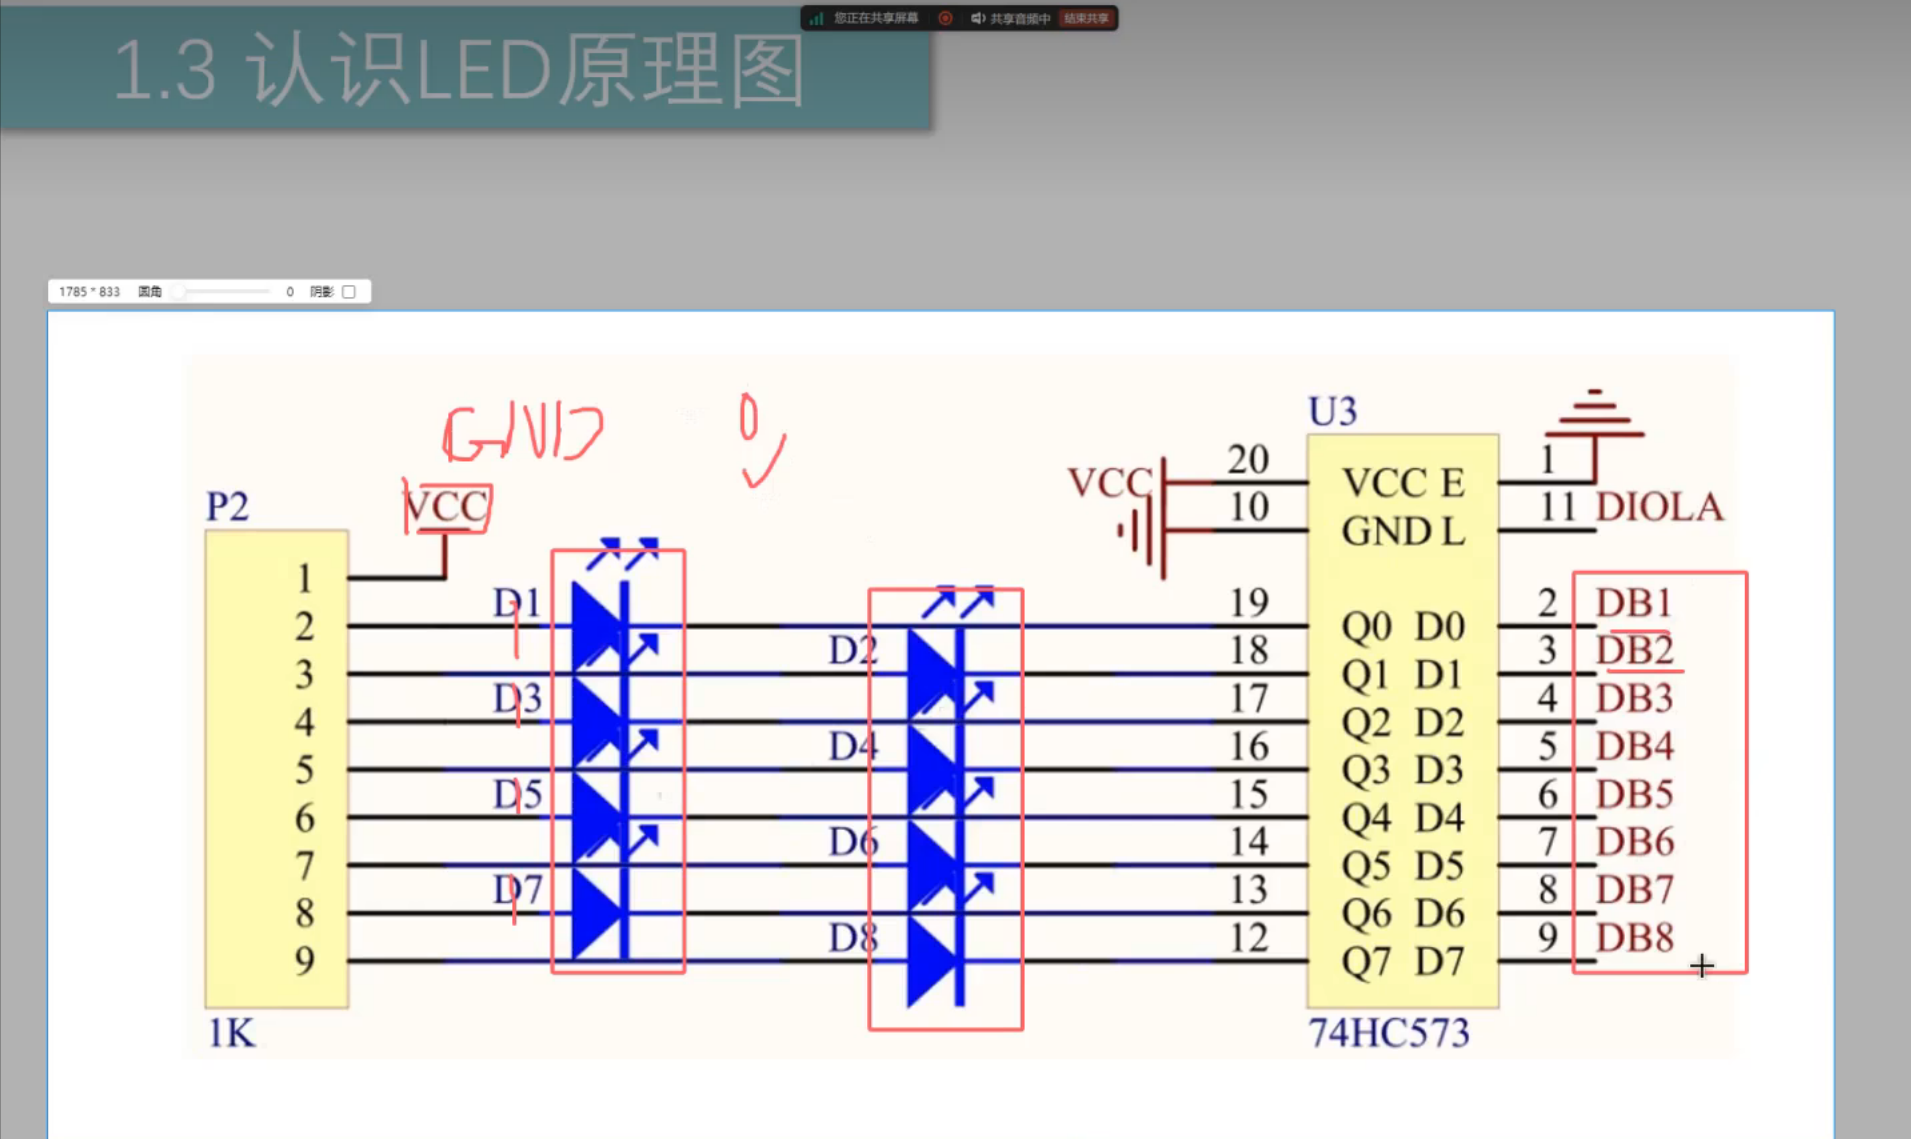 您正在共享屏幕 共享音频中 结束共享
1.3 认识LED原理图
1785 * 833 圆角 0 阴影
GND 0
P2 VCC
1
2
3
4
5
6
7
8
9
1K
D1
D3
D5
D7
D2
D4
D6
D8
U3
VCC 20 VCC E 1
10 GND L 11 DIOLA
19 Q0 D0 2 DB1
18 Q1 D1 3 DB2
17 Q2 D2 4 DB3
16 Q3 D3 5 DB4
15 Q4 D4 6 DB5
14 Q5 D5 7 DB6
13 Q6 D6 8 DB7
12 Q7 D7 9 DB8
74HC573